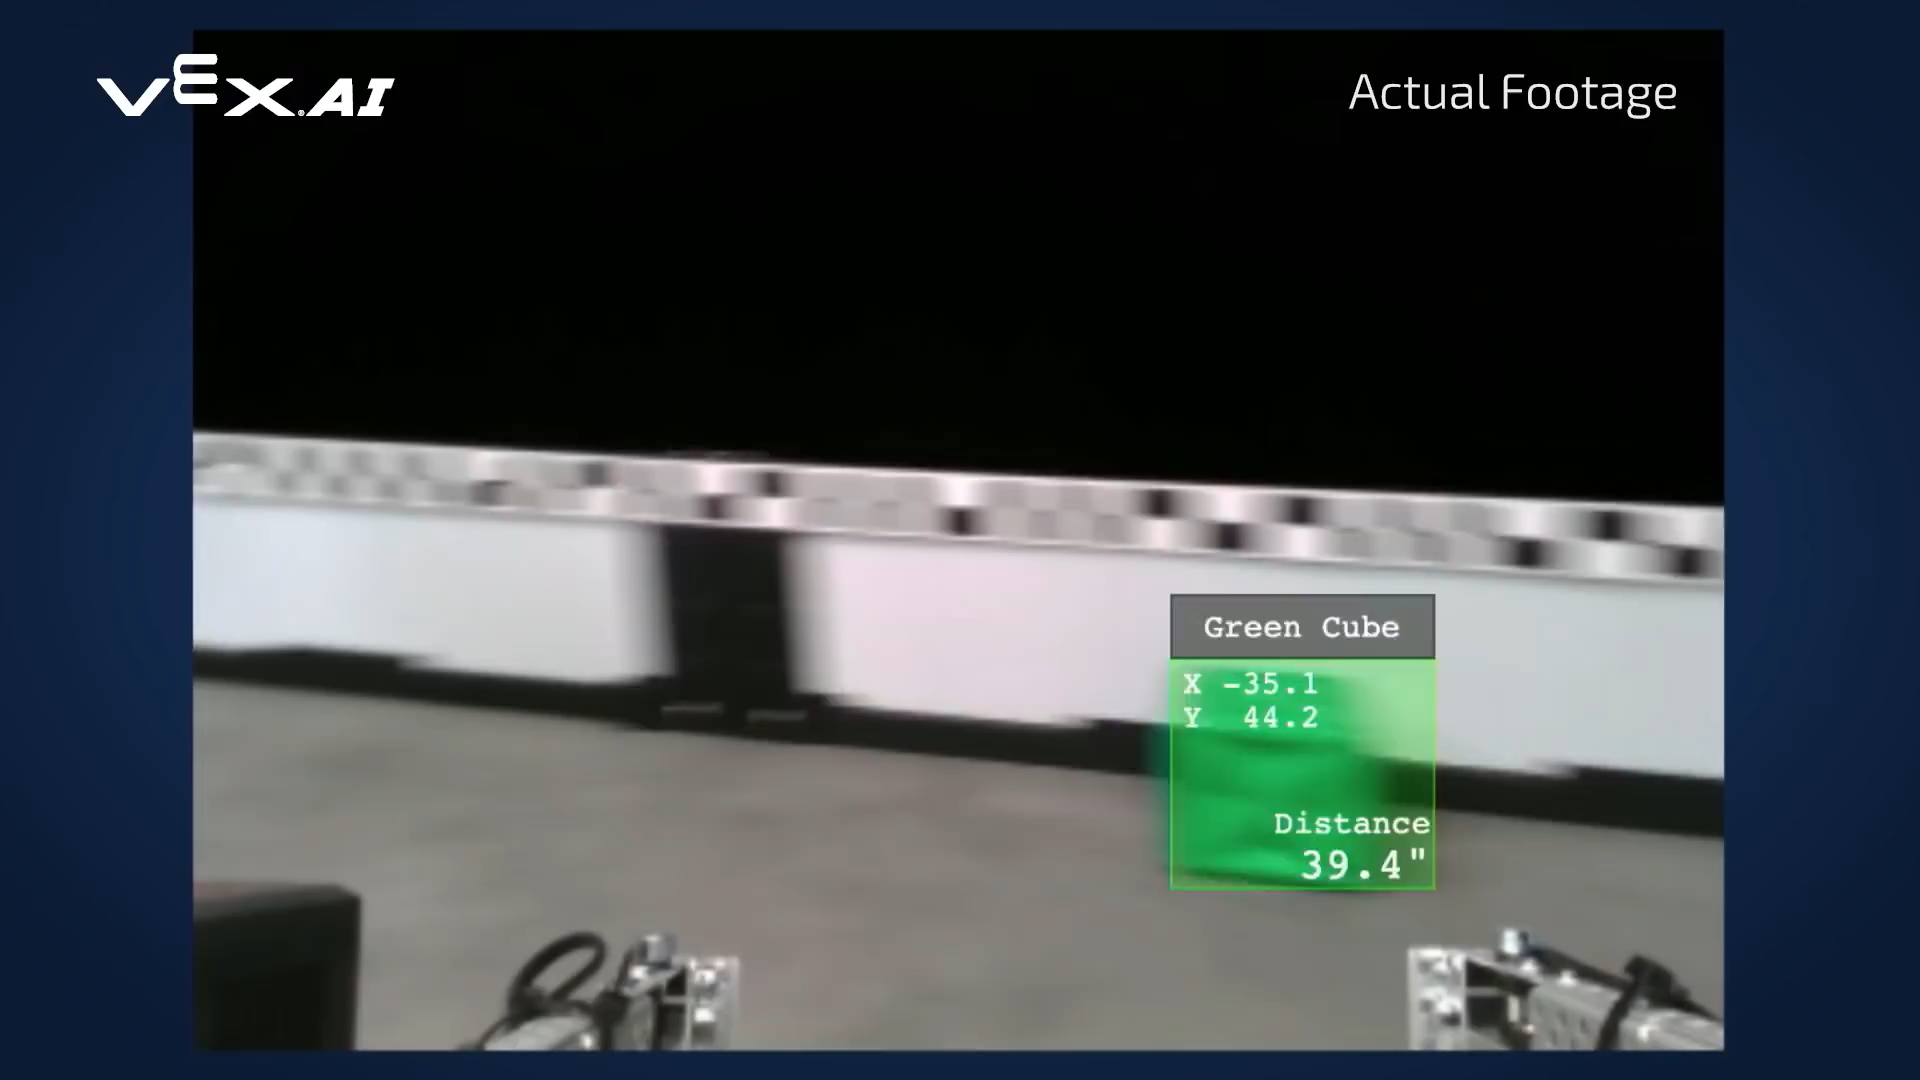 VEX.AI
Actual Footage
Green Cube
X -35.1
Y 44.2
Distance
39.4"